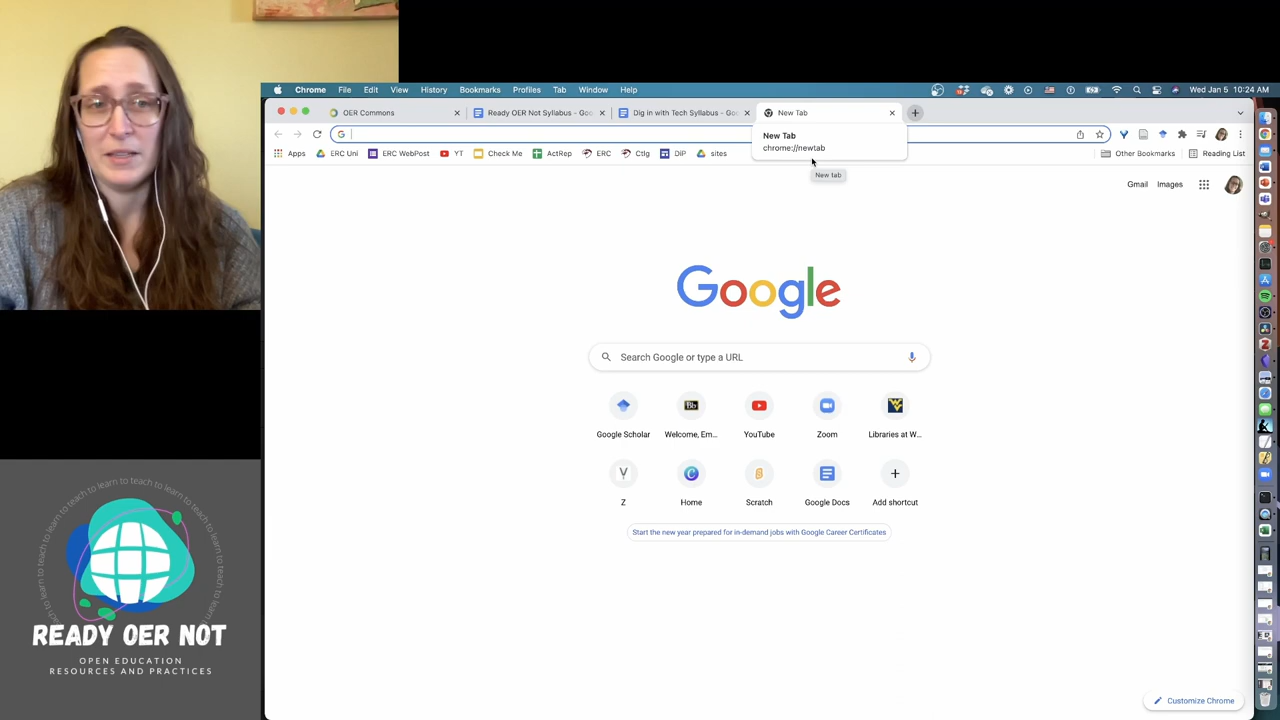 Chrome File Edit View History Bookmarks Profiles Tab Window Help
Wed Jan 5 10:24 AM
OER Commons
Ready OER Not Syllabus - Goo
Dig in with Tech Syllabus - Go
New Tab
New Tab
chrome://newtab
New tab
Apps ERC Uni ERC WebPost YT Check Me ActRep ERC Ctlg DiP sites
Other Bookmarks Reading List
Gmail Images
Google
Search Google or type a URL
Google Scholar Welcome, Em... YouTube Zoom Libraries at W...
Z Home Scratch Google Docs Add shortcut
Start the new year prepared for in-demand jobs with Google Career Certificates
Customize Chrome
READY OER NOT
OPEN EDUCATION
RESOURCES AND PRACTICES